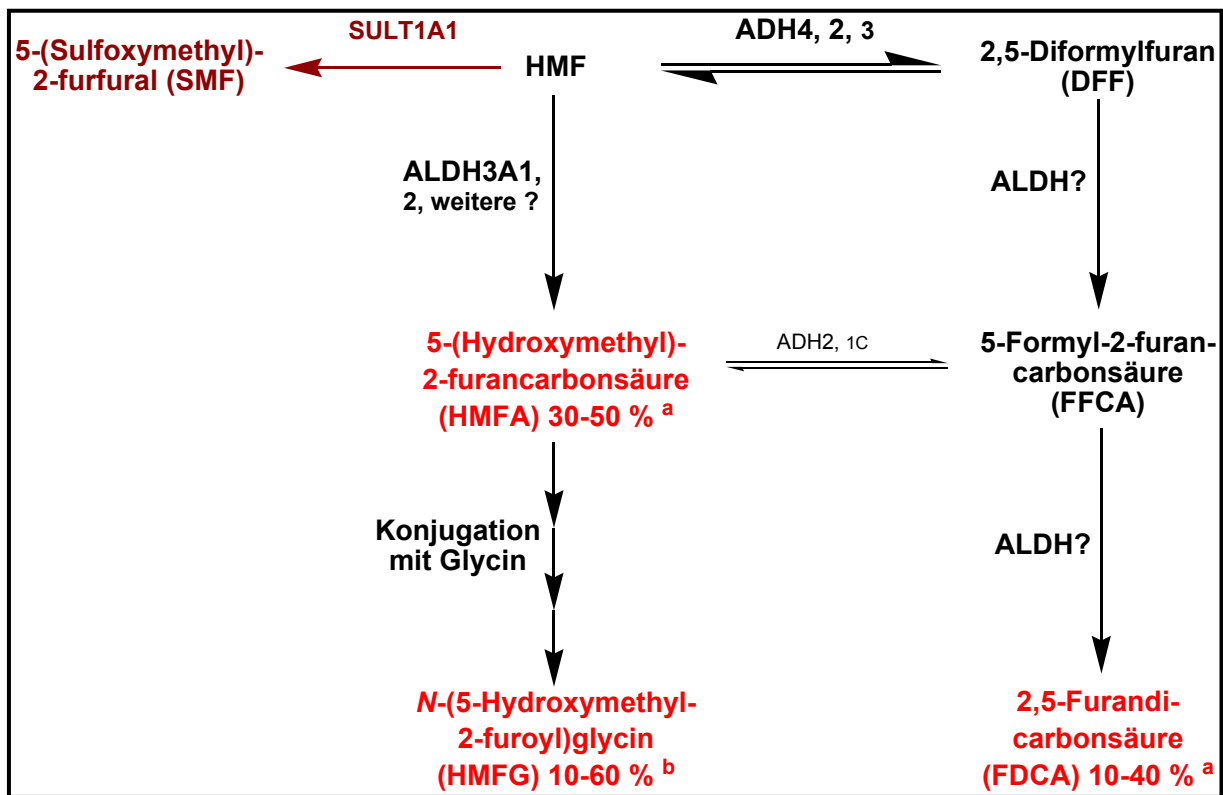 SULT1A1
ADH4, 2, 3
5-(Sulfoxymethyl)-
2-furfural (SMF)
HMF
2,5-Diformylfuran
(DFF)
ALDH3A1,
2, weitere ?
ALDH?
5-(Hydroxymethyl)-
2-furancarbonsäure
(HMFA) 30-50 % a
ADH2, 1C
5-Formyl-2-furan-
carbonsäure
(FFCA)
Konjugation
mit Glycin
ALDH?
N-(5-Hydroxymethyl-
2-furoyl)glycin
(HMFG) 10-60 % b
2,5-Furandi-
carbonsäure
(FDCA) 10-40 % a